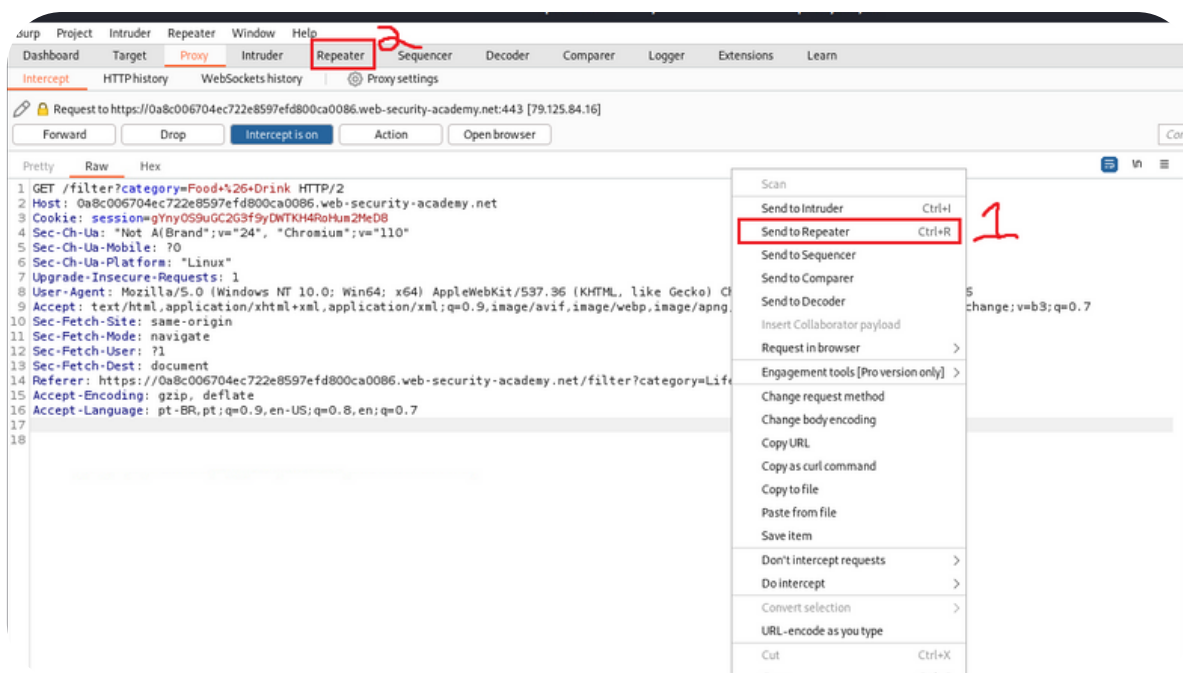 Project Intruder Repeater Window Help
2
Dashboard Target Proxy Intruder Repeater Sequencer Decoder Comparer Logger Extensions Learn
Intercept HTTP history WebSockets history Proxy settings
Request to https://0a8c006704ec722e8597efd800ca0086.web-security-academy.net:443 [79.125.84.16]
Forward Drop Intercept is on Action Open browser
Pretty Raw Hex \n
1 GET /filter?category=Food+%26+Drink HTTP/2
2 Host: 0a8c006704ec722e8597efd800ca0086.web-security-academy.net
3 Cookie: session=gYnyOS9uGC2G3f9yDWTKH4RoHum2MeD8
4 Sec-Ch-Ua: "Not A(Brand";v="24", "Chromium";v="110"
5 Sec-Ch-Ua-Mobile: ?0
6 Sec-Ch-Ua-Platform: "Linux"
7 Upgrade-Insecure-Requests: 1
8 User-Agent: Mozilla/5.0 (Windows NT 10.0; Win64; x64) AppleWebKit/537.36 (KHTML, like Gecko)
9 Accept: text/html,application/xhtml+xml,application/xml;q=0.9,image/avif,image/webp,image/apng, change;v=b3;q=0.7
10 Sec-Fetch-Site: same-origin
11 Sec-Fetch-Mode: navigate
12 Sec-Fetch-User: ?1
13 Sec-Fetch-Dest: document
14 Referer: https://0a8c006704ec722e8597efd800ca0086.web-security-academy.net/filter?category=Life
15 Accept-Encoding: gzip, deflate
16 Accept-Language: pt-BR,pt;q=0.9,en-US;q=0.8,en;q=0.7
17
18
Scan
Send to Intruder Ctrl+I
Send to Repeater Ctrl+R
1
Send to Sequencer
Send to Comparer
Send to Decoder
Insert Collaborator payload
Request in browser
Engagement tools [Pro version only]
Change request method
Change body encoding
Copy URL
Copy as curl command
Copy to file
Paste from file
Save item
Don't intercept requests
Do intercept
Convert selection
URL-encode as you type
Cut Ctrl+X